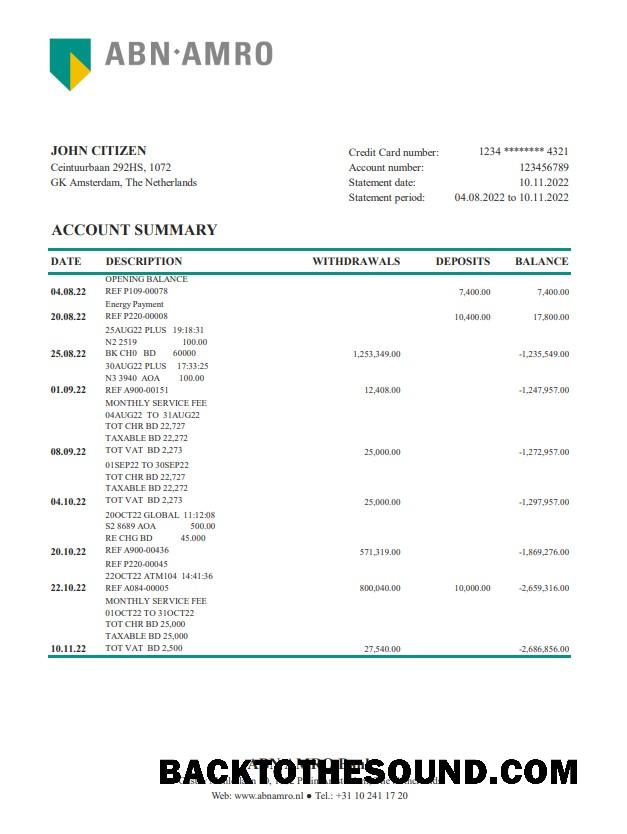 ABN·AMRO
JOHN CITIZEN
Ceintuurbaan 292HS, 1072
GK Amsterdam, The Netherlands
Credit Card number: 1234 ******** 4321
Account number: 123456789
Statement date: 10.11.2022
Statement period: 04.08.2022 to 10.11.2022
ACCOUNT SUMMARY
DATE DESCRIPTION WITHDRAWALS DEPOSITS BALANCE
OPENING BALANCE
04.08.22 REF P109-00078 7,400.00 7,400.00
Energy Payment
20.08.22 REF P220-00008 10,400.00 17,800.00
25AUG22 PLUS 19:18:31
N2 2519 100.00
25.08.22 BK CH0 BD 60000 1,253,349.00 -1,235,549.00
30AUG22 PLUS 17:33:25
N3 3940 AOA 100.00
01.09.22 REF A900-00151 12,408.00 -1,247,957.00
MONTHLY SERVICE FEE
04AUG22 TO 31AUG22
TOT CHR BD 22,727
TAXABLE BD 22,272
08.09.22 TOT VAT BD 2,273 25,000.00 -1,272,957.00
01SEP22 TO 30SEP22
TOT CHR BD 22,727
TAXABLE BD 22,272
04.10.22 TOT VAT BD 2,273 25,000.00 -1,297,957.00
20OCT22 GLOBAL 11:12:08
S2 8689 AOA 500.00
RE CHG BD 45.000
20.10.22 REF A900-00436 571,319.00 -1,869,276.00
REF P220-00045
22OCT22 ATM104 14:41:36
22.10.22 REF A084-00005 800,040.00 10,000.00 -2,659,316.00
MONTHLY SERVICE FEE
01OCT22 TO 31OCT22
TOT CHR BD 25,000
TAXABLE BD 25,000
10.11.22 TOT VAT BD 2,500 27,540.00 -2,686,856.00
BACKTOTHESOUND.COM
Web: www.abnamro.nl ● Tel.: +31 10 241 17 20